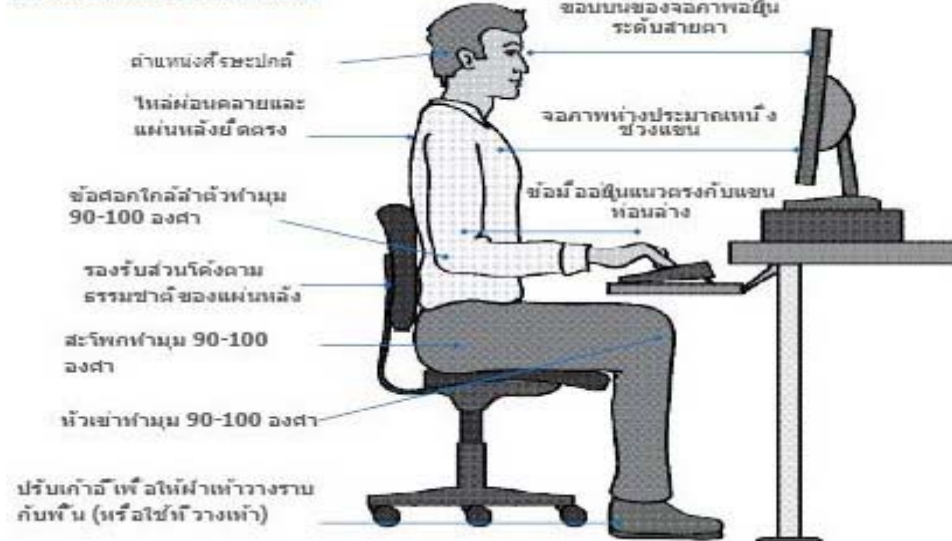 ขอบบนของจอภาพอยู่ใน
ระดับสายตา
ตำแหน่งศีรษะปกติ
ไหล่ผ่อนคลายและ
แผ่นหลังยืดตรง
จอภาพห่างประมาณหนึ่ง
ช่วงแขน
ข้อศอกใกล้ลำตัวทำมุม
90-100 องศา
ข้อมืออยู่ในแนวตรงกับแขน
ท่อนล่าง
รองรับส่วนโค้งตาม
ธรรมชาติของแผ่นหลัง
สะโพกทำมุม 90-100
องศา
หัวเข่าทำมุม 90-100 องศา
ปรับเก้าอี้เพื่อให้ฝ่าเท้าวางราบ
กับพื้น (หรือใช้ที่วางเท้า)